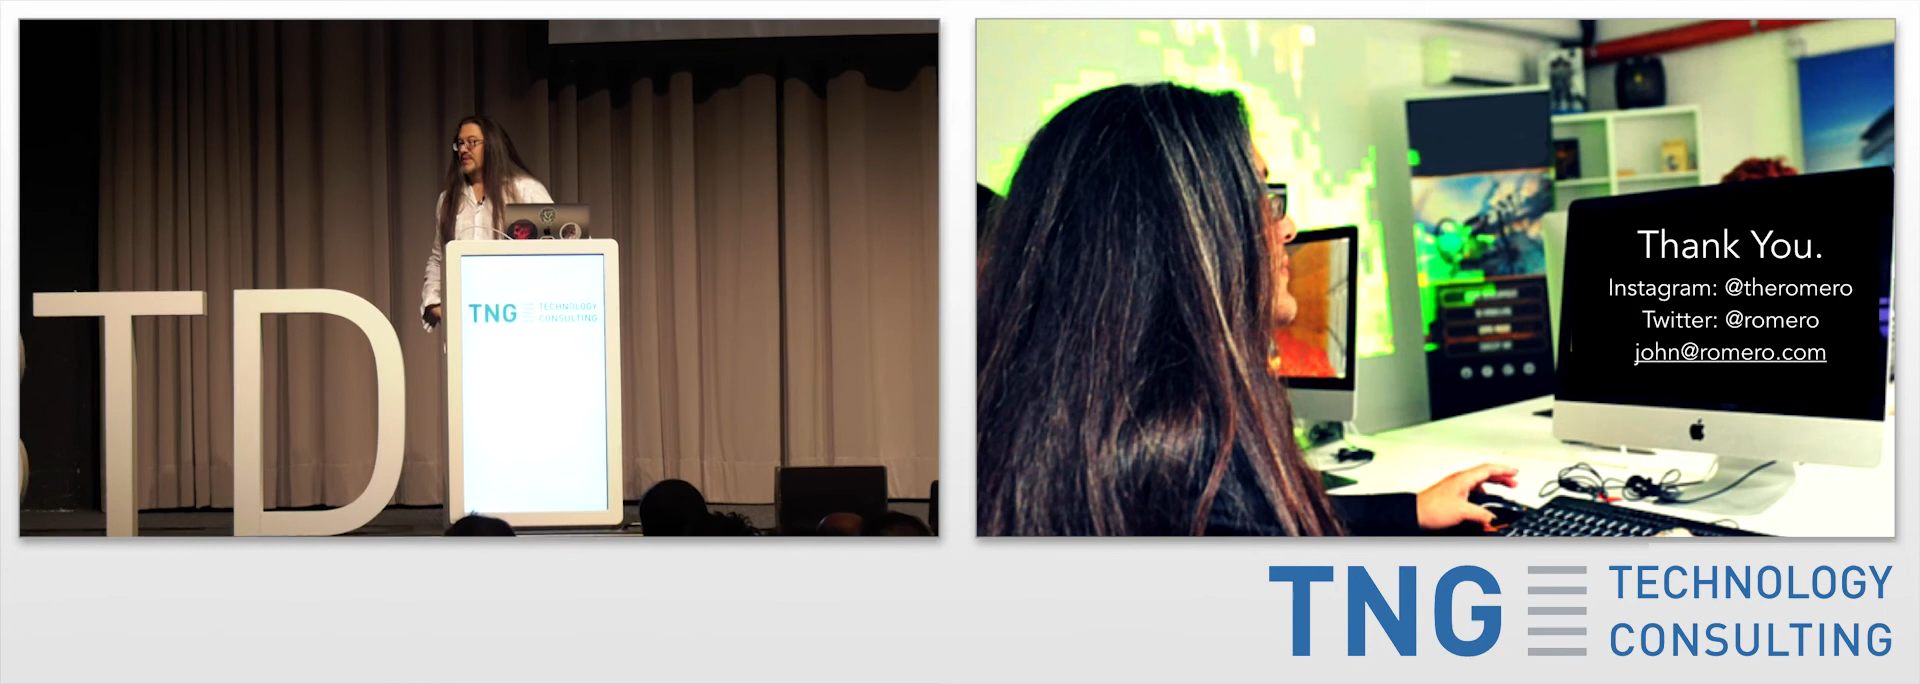 TD
TNG TECHNOLOGY
CONSULTING
Thank You.
Instagram: @theromero
Twitter: @romero
john@romero.com
TNG TECHNOLOGY
CONSULTING